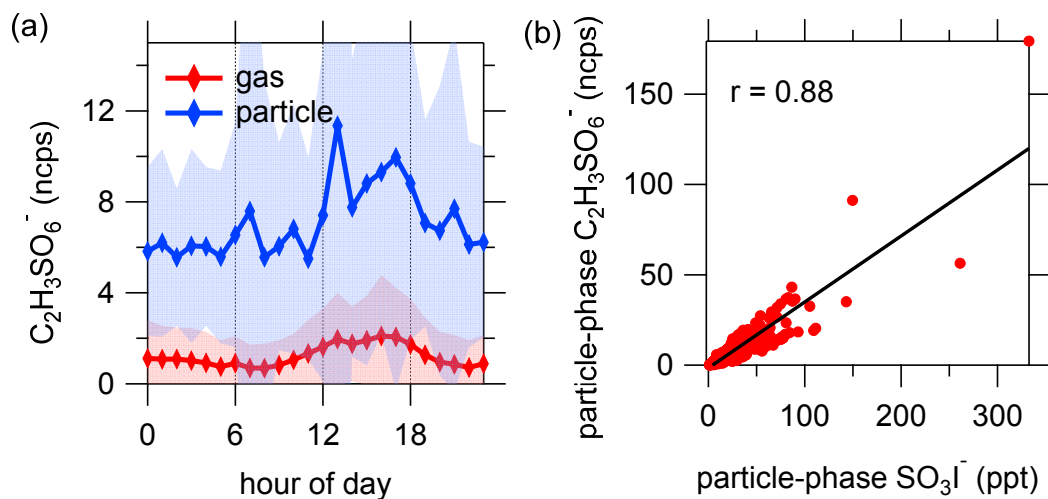 (a)
C₂H₃SO₆⁻ (ncps)
12
8
4
0
gas
particle
0 6 12 18
hour of day
(b)
particle-phase C₂H₃SO₆⁻ (ncps)
150
100
50
0
r = 0.88
0 100 200 300
particle-phase SO₃I⁻ (ppt)